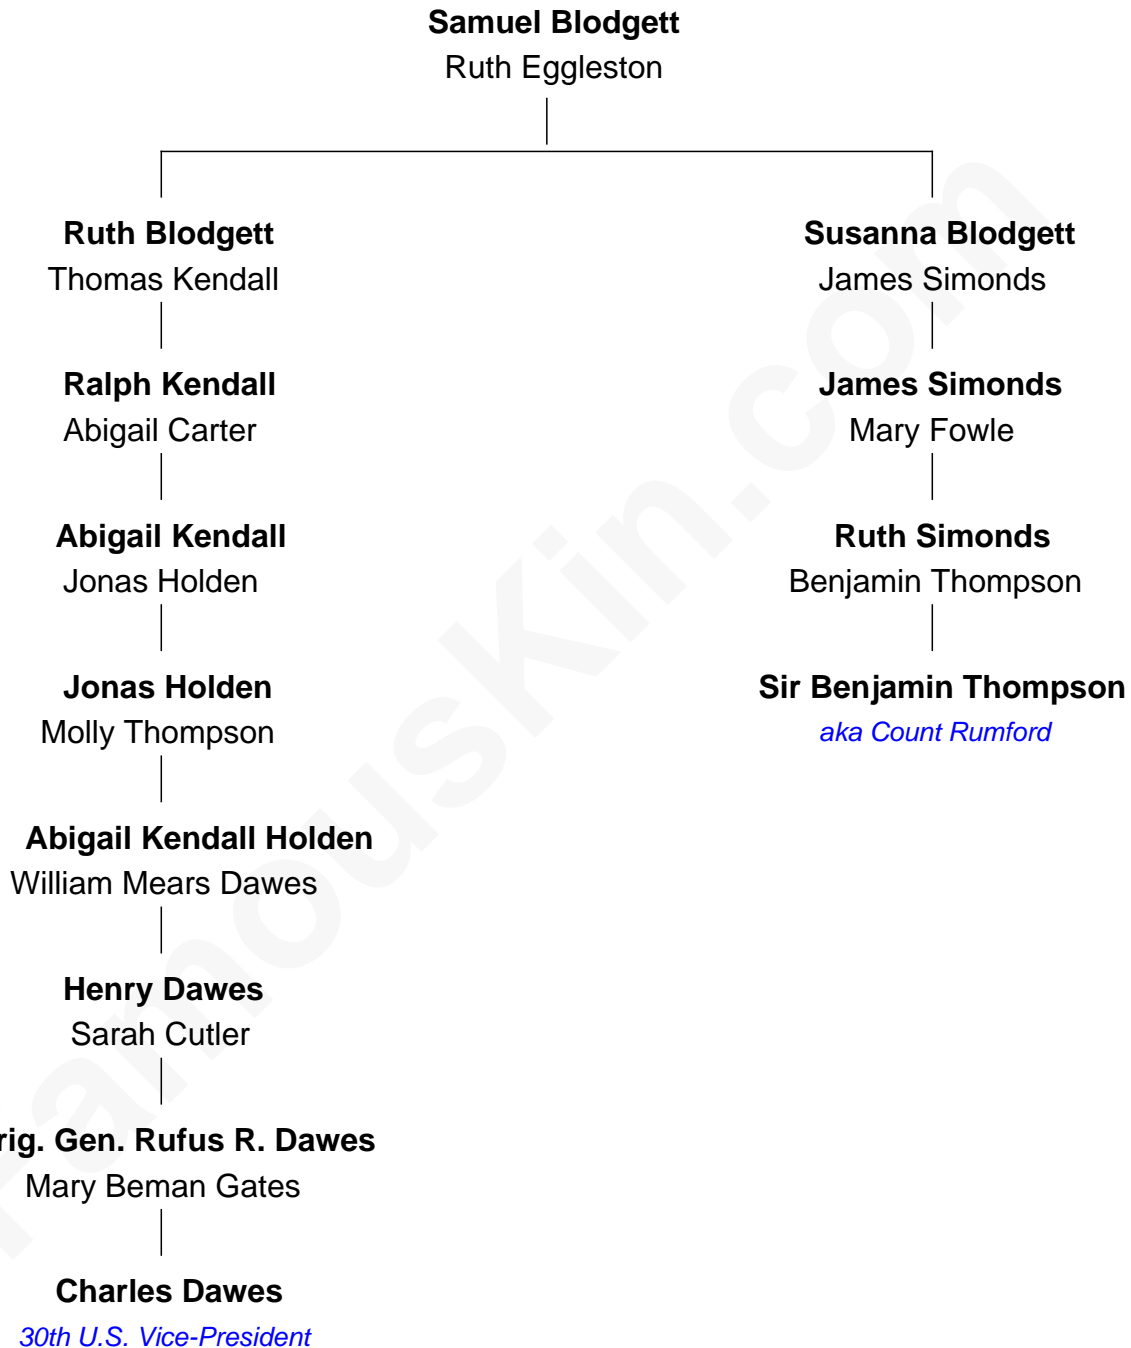 Samuel Blodgett
Ruth Eggleston
Ruth Blodgett
Thomas Kendall
Susanna Blodgett
James Simonds
Ralph Kendall
Abigail Carter
James Simonds
Mary Fowle
Abigail Kendall
Jonas Holden
Ruth Simonds
Benjamin Thompson
Jonas Holden
Molly Thompson
Sir Benjamin Thompson
aka Count Rumford
Abigail Kendall Holden
William Mears Dawes
Henry Dawes
Sarah Cutler
rig. Gen. Rufus R. Dawes
Mary Beman Gates
Charles Dawes
30th U.S. Vice-President
FamousKin.com